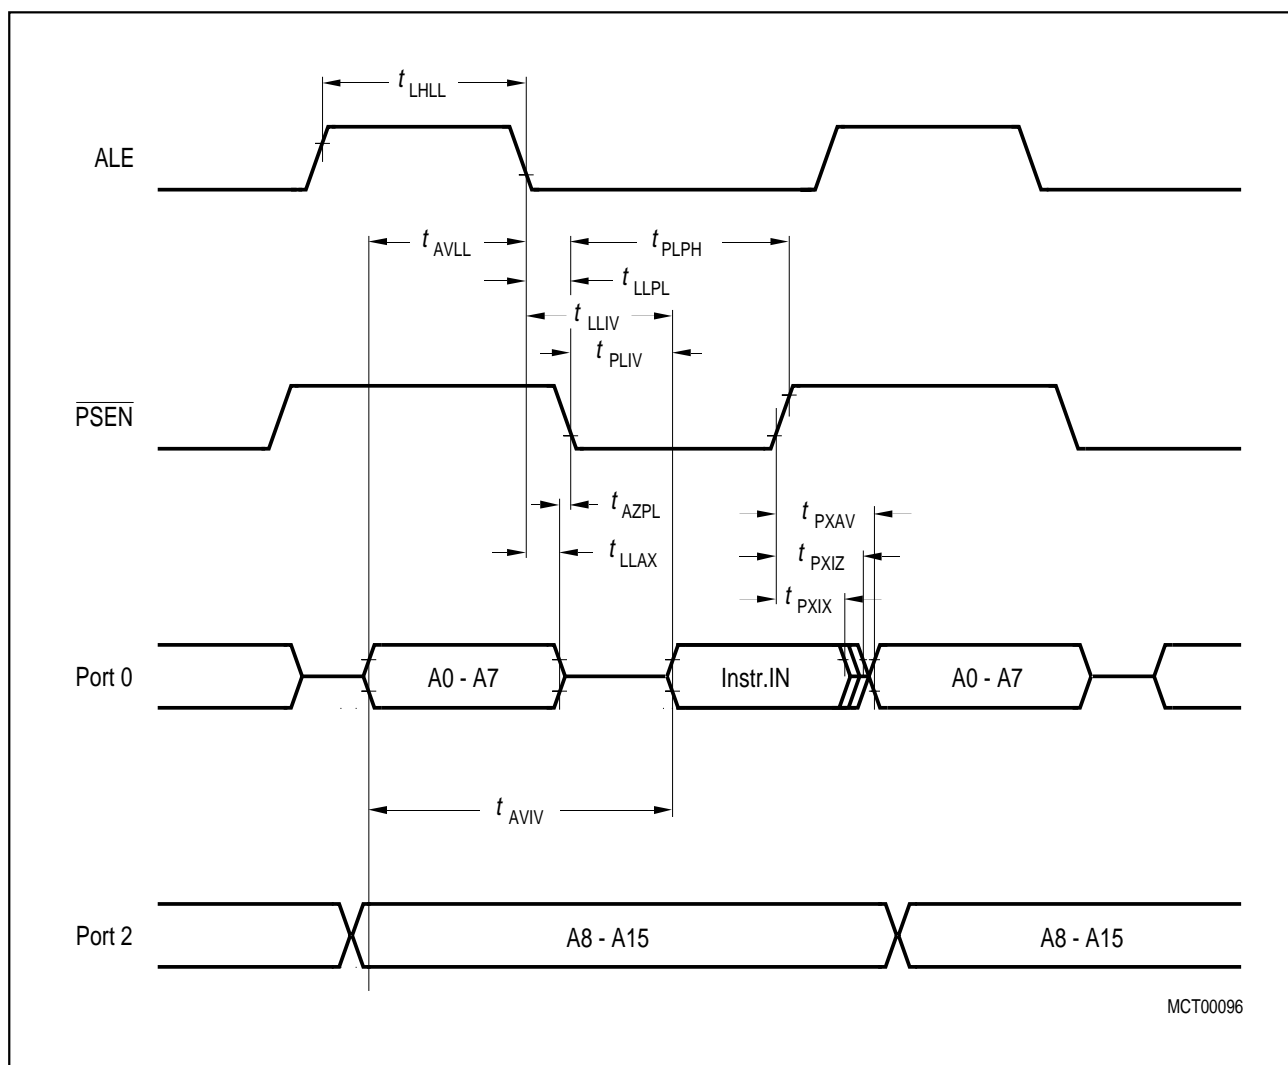 t LHLL
ALE
t AVLL
t PLPH
t LLPL
t LLIV
t PLIV
PSEN
t AZPL
t PXAV
t LLAX
t PXIZ
t PXIX
Port 0
A0 - A7
Instr.IN
A0 - A7
t AVIV
Port 2
A8 - A15
A8 - A15
MCT00096